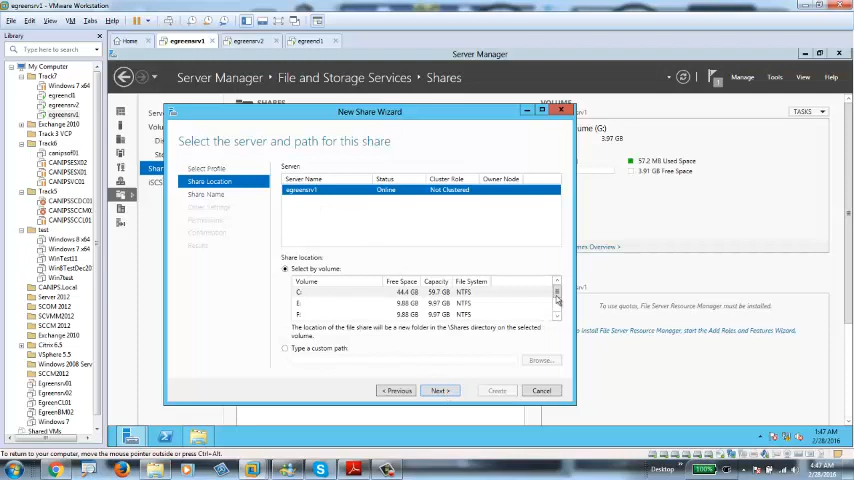 egreensrv1 - VMware Workstation
File Edit View VM Tabs Help
Library
Type here to search
My Computer
Track7
Windows 7 x64
egreencl1
egreensrv2
egreensrv1
Exchange 2010
Track 3 VCP
Track6
canipsof01
CANIPSESX02
CANIPSESX01
CANIPSVC01
Track5
CANIPSSCDC01
CANIPSSCCM01
CANIPSSCCL01
test
Windows 8 x64
WinTest11
Win8TestDec20
Win7test
Server 2012
SCOM 2012
SCVMM 2012
Exchange 2010
Citrix 6.5
VSphere 5.5
Windows 2008 Server
SCCM2012
Egreensrv01
Egreensrv02
EgreenCL01
EgreenBM02
Windows 7
Shared VMs
Home egreensrv1 egreensrv2 egreencl1
Server Manager
Server Manager File and Storage Services Shares
Manage Tools View Help
SHARES
New Share Wizard
Select the server and path for this share
Select Profile
Share Location
Share Name
Other Settings
Permissions
Confirmation
Results
Server:
Server Name Status Cluster Role Owner Node
egreensrv1 Online Not Clustered
Share location:
Select by volume:
Volume Free Space Capacity File System
C: 44.4 GB 59.7 GB NTFS
E: 9.88 GB 9.97 GB NTFS
F: 9.88 GB 9.97 GB NTFS
The location of the file share will be a new folder in the \Shares directory on the selected
volume.
Type a custom path:
Browse...
< Previous Next > Create Cancel
VOLUME
TASKS
Volume (G:)
3.97 GB
57.2 MB Used Space
3.91 GB Free Space
To use quotas, File Server Resource Manager must be installed.
To install File Server Resource Manager, start the Add Roles and Features Wizard.
1:47 AM
2/28/2016
To return to your computer, move the mouse pointer outside or press Ctrl+Alt.
Desktop
100%
4:47 AM
2/28/2016